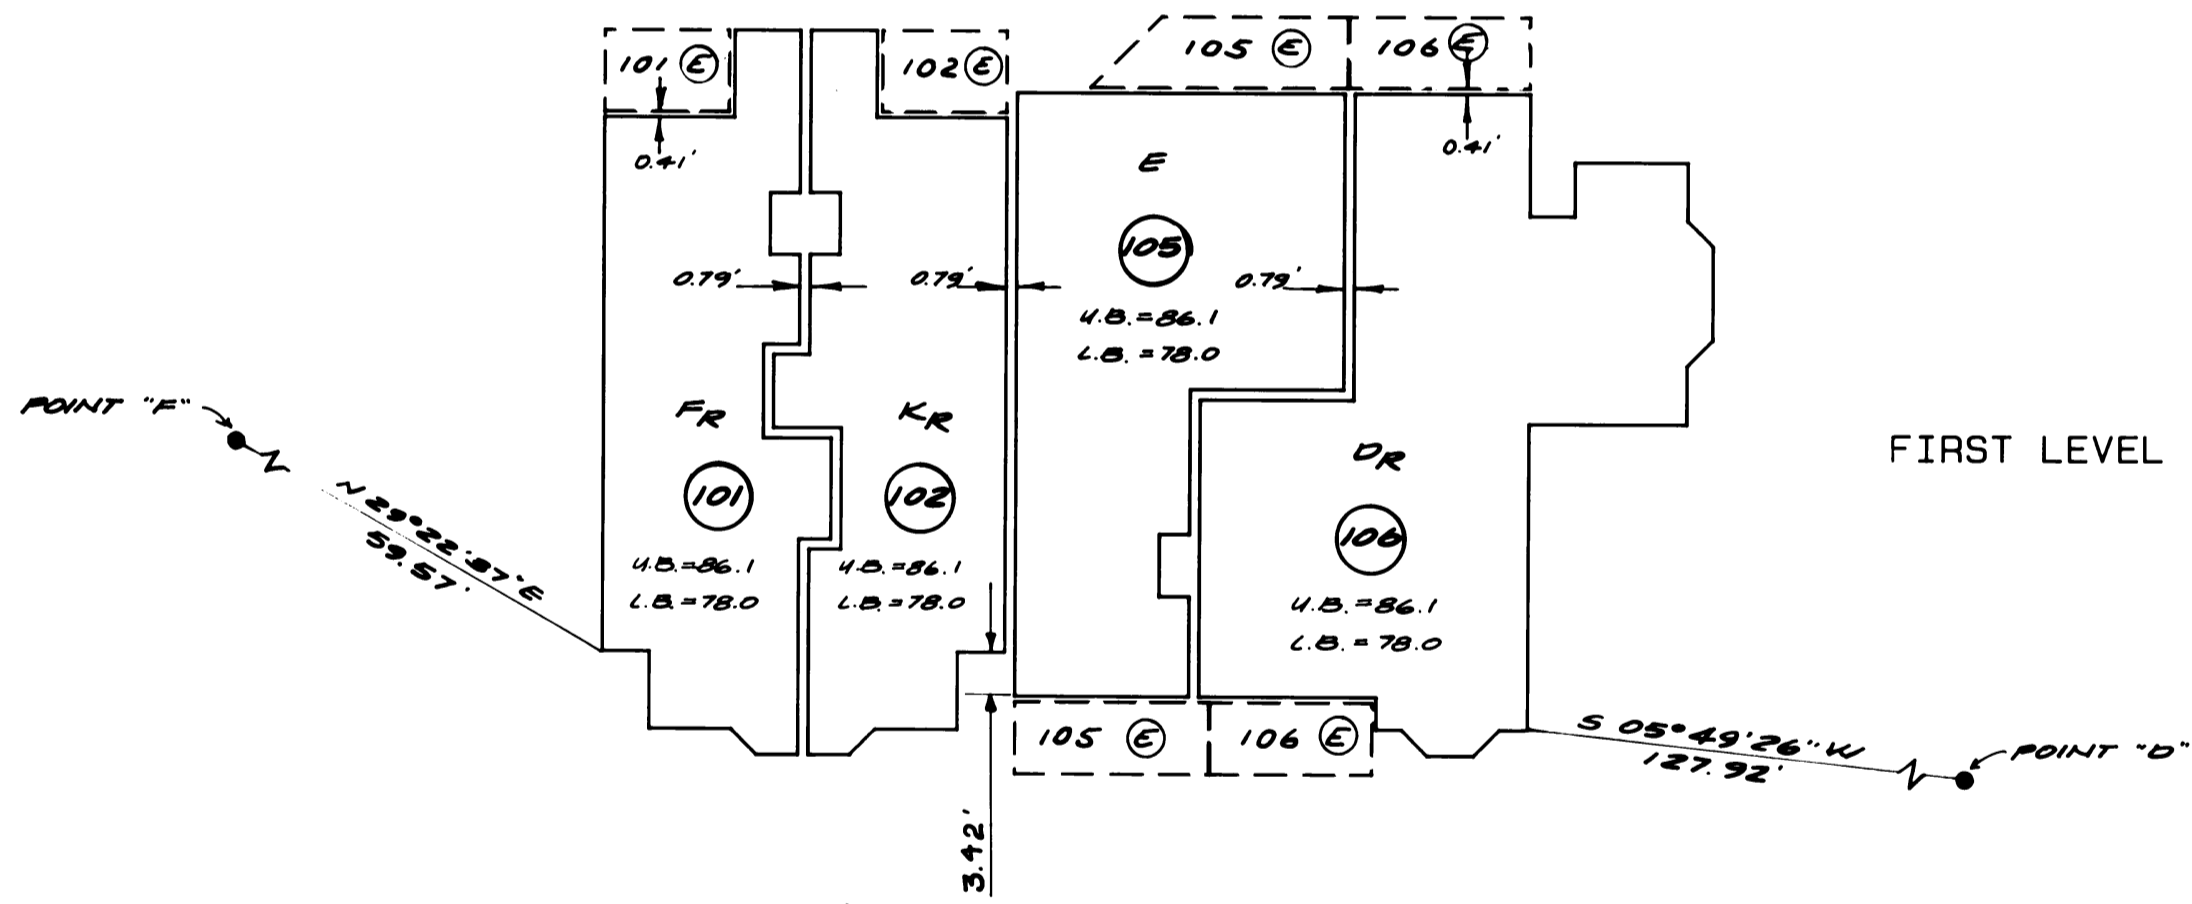 101 E
102 E
105 E
106 E
0.41'
0.41'
E
105
0.79'
0.79'
0.79'
U.B.=86.1
L.B.=78.0
POINT "F"
FR
KR
DR
FIRST LEVEL
101
102
106
N 29°22'37"E
59.57'
U.B.=86.1
L.B.=78.0
U.B.=86.1
L.B.=78.0
U.B.=86.1
L.B.=78.0
105 E
106 E
S 05°49'26"W
127.92'
POINT "D"
3.42'